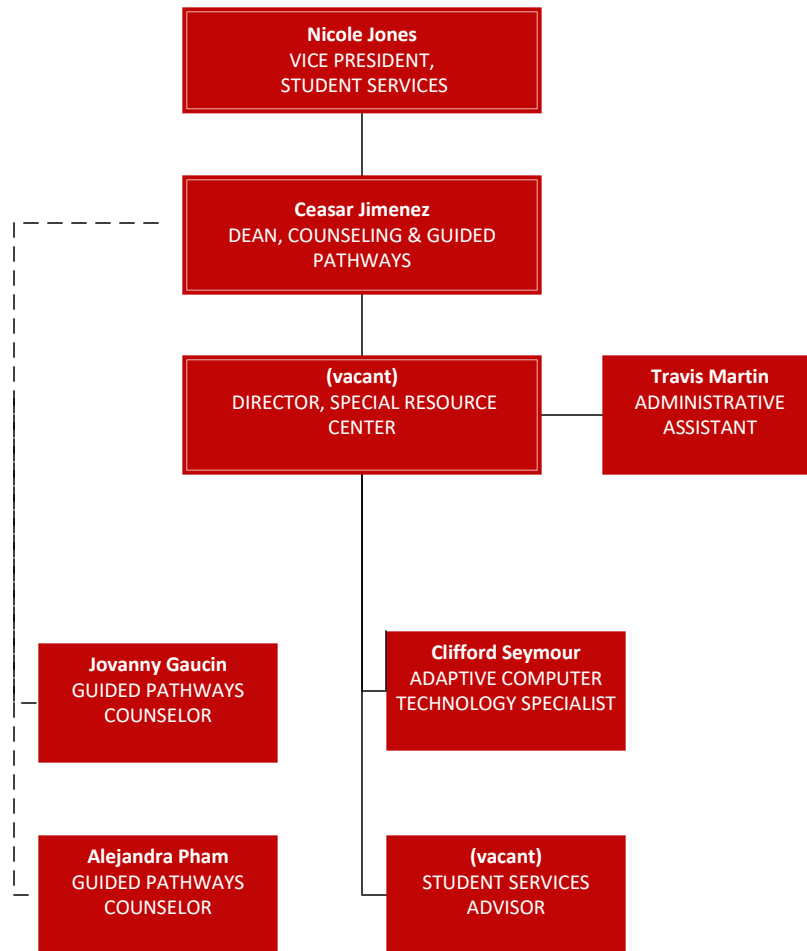 Nicole Jones
VICE PRESIDENT,
STUDENT SERVICES
Ceasar Jimenez
DEAN, COUNSELING & GUIDED
PATHWAYS
(vacant)
DIRECTOR, SPECIAL RESOURCE
CENTER
Travis Martin
ADMINISTRATIVE
ASSISTANT
Jovanny Gaucin
GUIDED PATHWAYS
COUNSELOR
Clifford Seymour
ADAPTIVE COMPUTER
TECHNOLOGY SPECIALIST
Alejandra Pham
GUIDED PATHWAYS
COUNSELOR
(vacant)
STUDENT SERVICES
ADVISOR